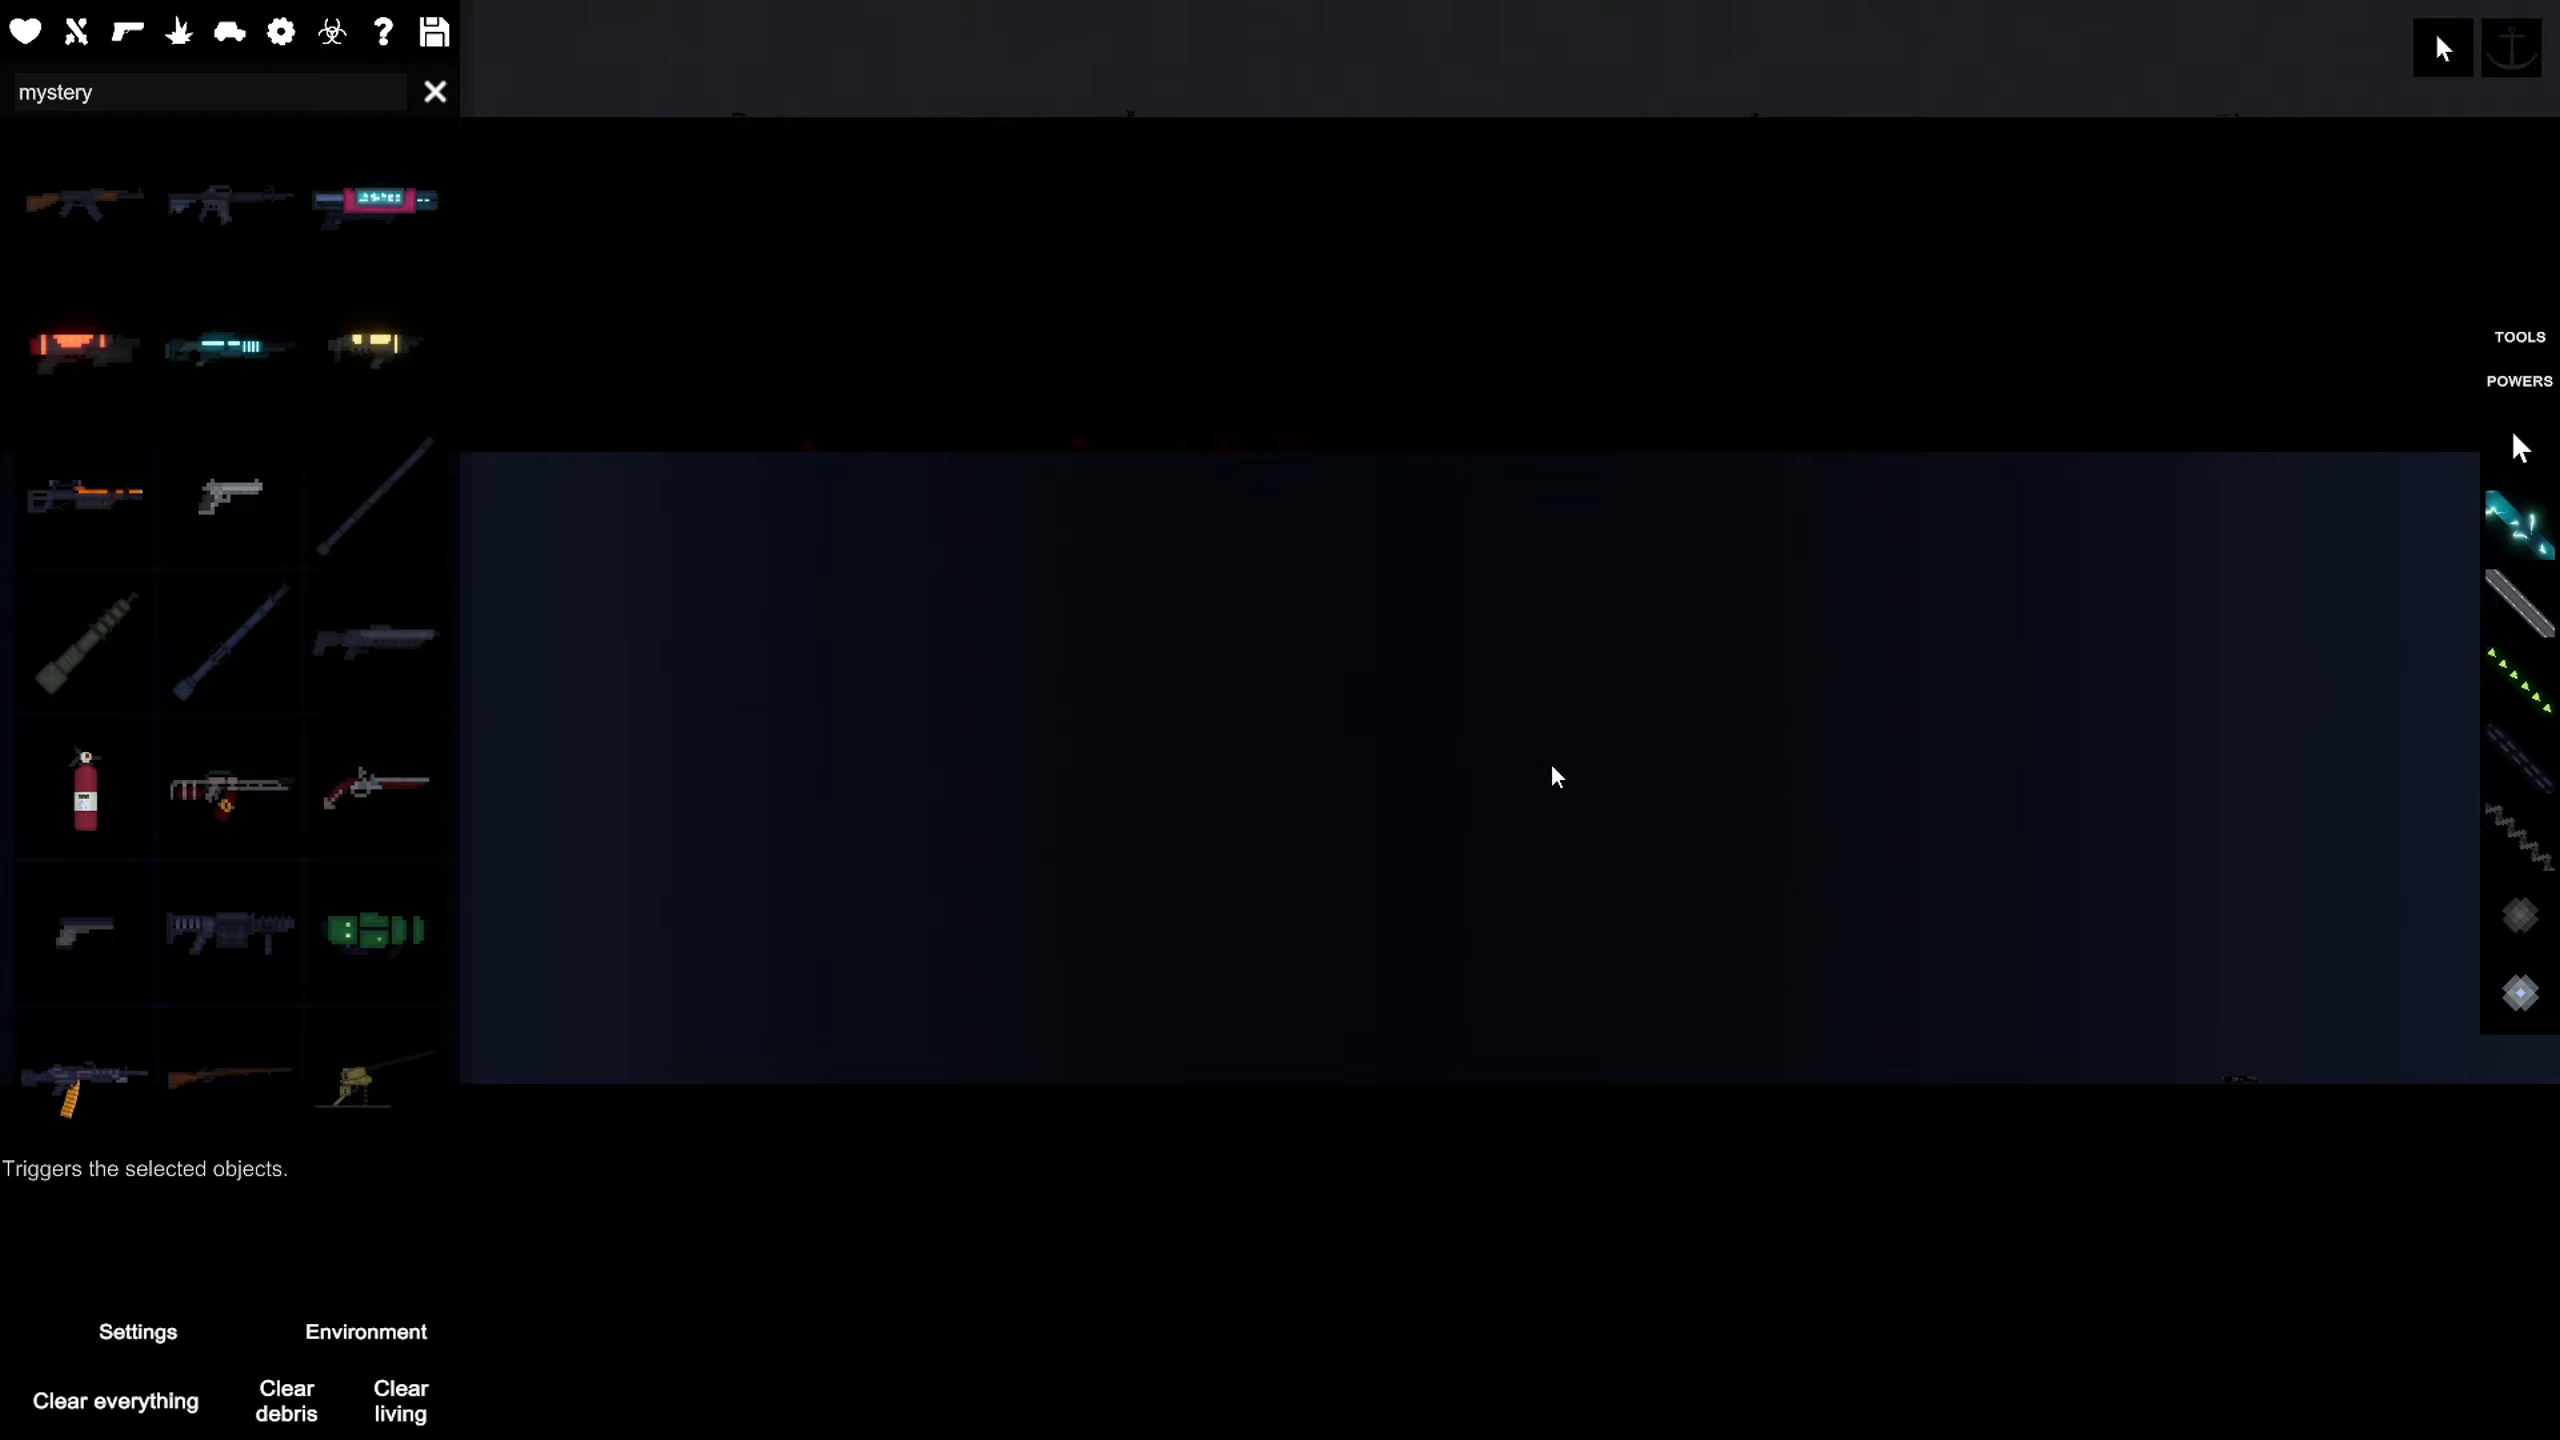 mystery
TOOLS
POWERS
Triggers the selected objects.
Settings
Environment
Clear everything
Clear
debris
Clear
living